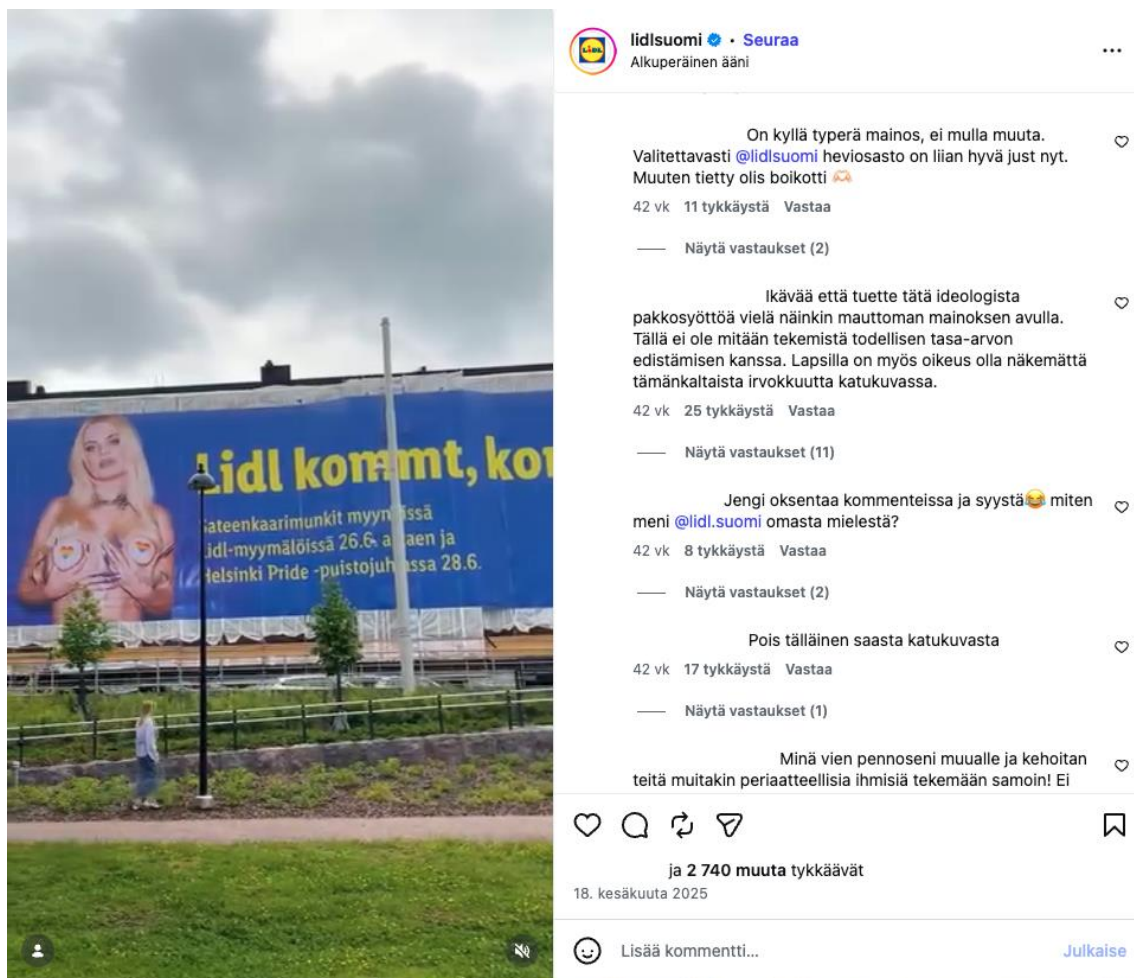 Lidl kommt, ko
Sateenkaarimunkit myynnissä
Lidl-myymälöissä 26.6. alkaen ja
Helsinki Pride -puistojuhlassa 28.6.
LiDL
lidlsuomi • Seuraa
Alkuperäinen ääni
On kyllä typerä mainos, ei mulla muuta.
Valitettavasti @lidlsuomi heviosasto on liian hyvä just nyt.
Muuten tietty olis boikotti 🫶🏻
42 vk 11 tykkäystä Vastaa
Näytä vastaukset (2)
Ikävää että tuette tätä ideologista
pakkosyöttöä vielä näinkin mauttoman mainoksen avulla.
Tällä ei ole mitään tekemistä todellisen tasa-arvon
edistämisen kanssa. Lapsilla on myös oikeus olla näkemättä
tämänkaltaista irvokkuutta katukuvassa.
42 vk 25 tykkäystä Vastaa
Näytä vastaukset (11)
Jengi oksentaa kommenteissa ja syystä😂 miten
meni @lidl.suomi omasta mielestä?
42 vk 8 tykkäystä Vastaa
Näytä vastaukset (2)
Pois tälläinen saasta katukuvasta
42 vk 17 tykkäystä Vastaa
Näytä vastaukset (1)
Minä vien pennoseni muualle ja kehoitan
teitä muitakin periaatteellisia ihmisiä tekemään samoin! Ei
ja 2 740 muuta tykkäävät
18. kesäkuuta 2025
Lisää kommentti...
Julkaise